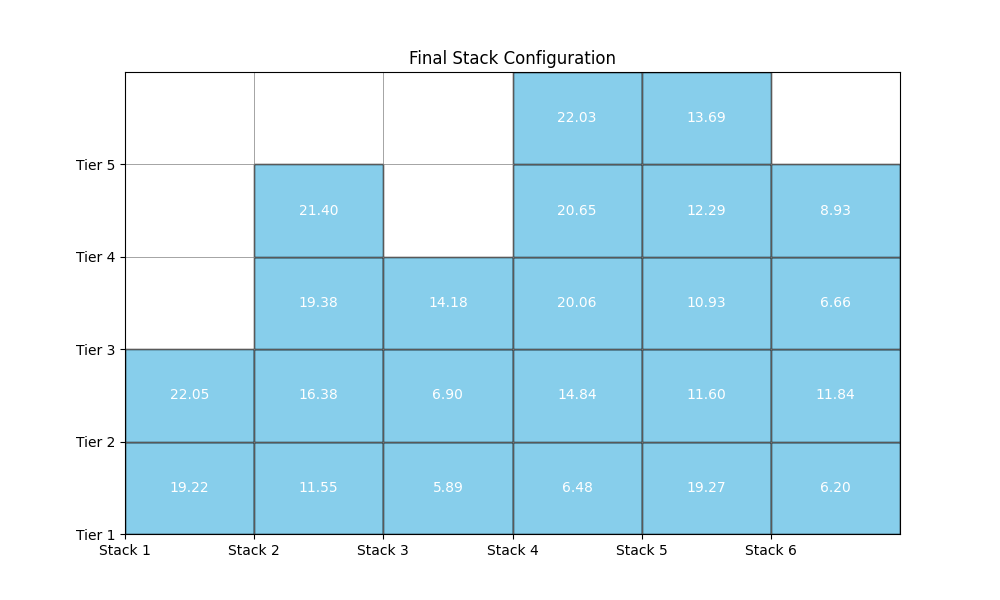 Final Stack Configuration
22.03 13.69
Tier 5
21.40 20.65 12.29 8.93
Tier 4
19.38 14.18 20.06 10.93 6.66
Tier 3
22.05 16.38 6.90 14.84 11.60 11.84
Tier 2
19.22 11.55 5.89 6.48 19.27 6.20
Tier 1
Stack 1 Stack 2 Stack 3 Stack 4 Stack 5 Stack 6